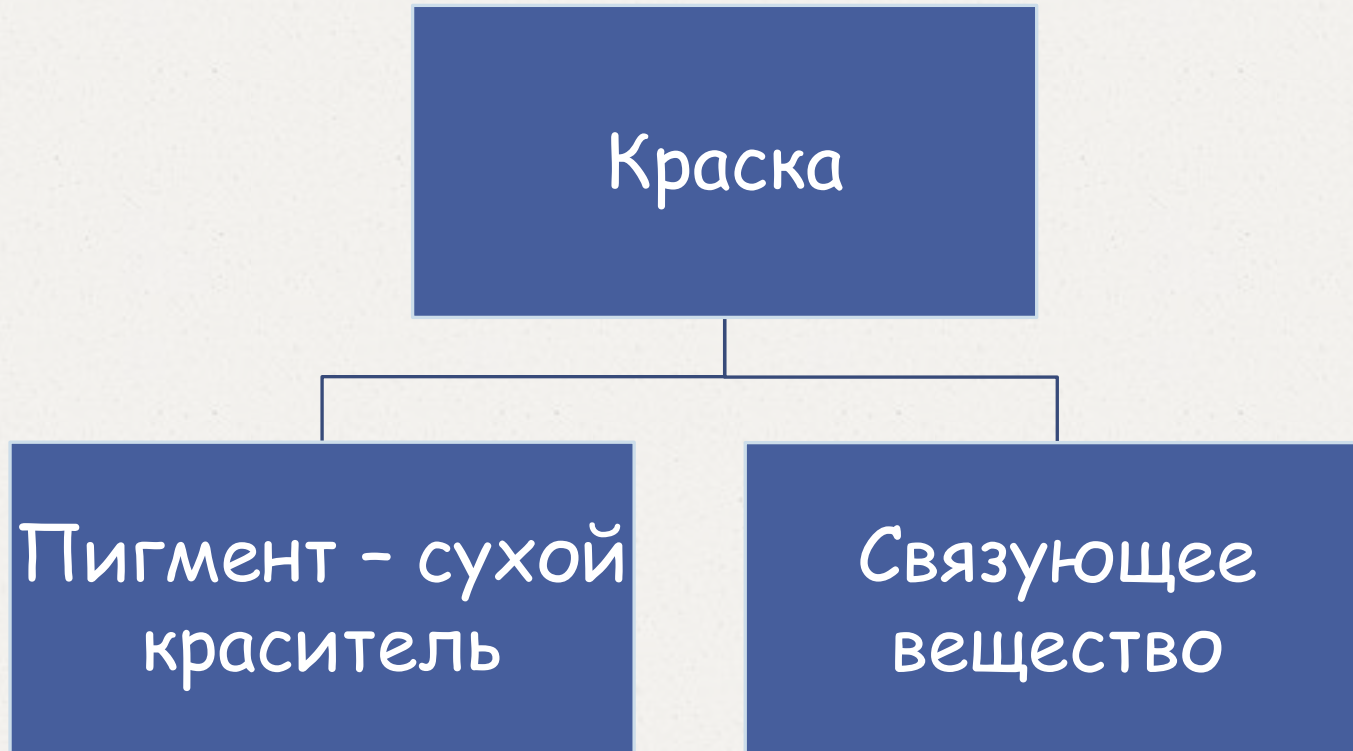 Краска
Пигмент – сухой
краситель
Связующее
вещество